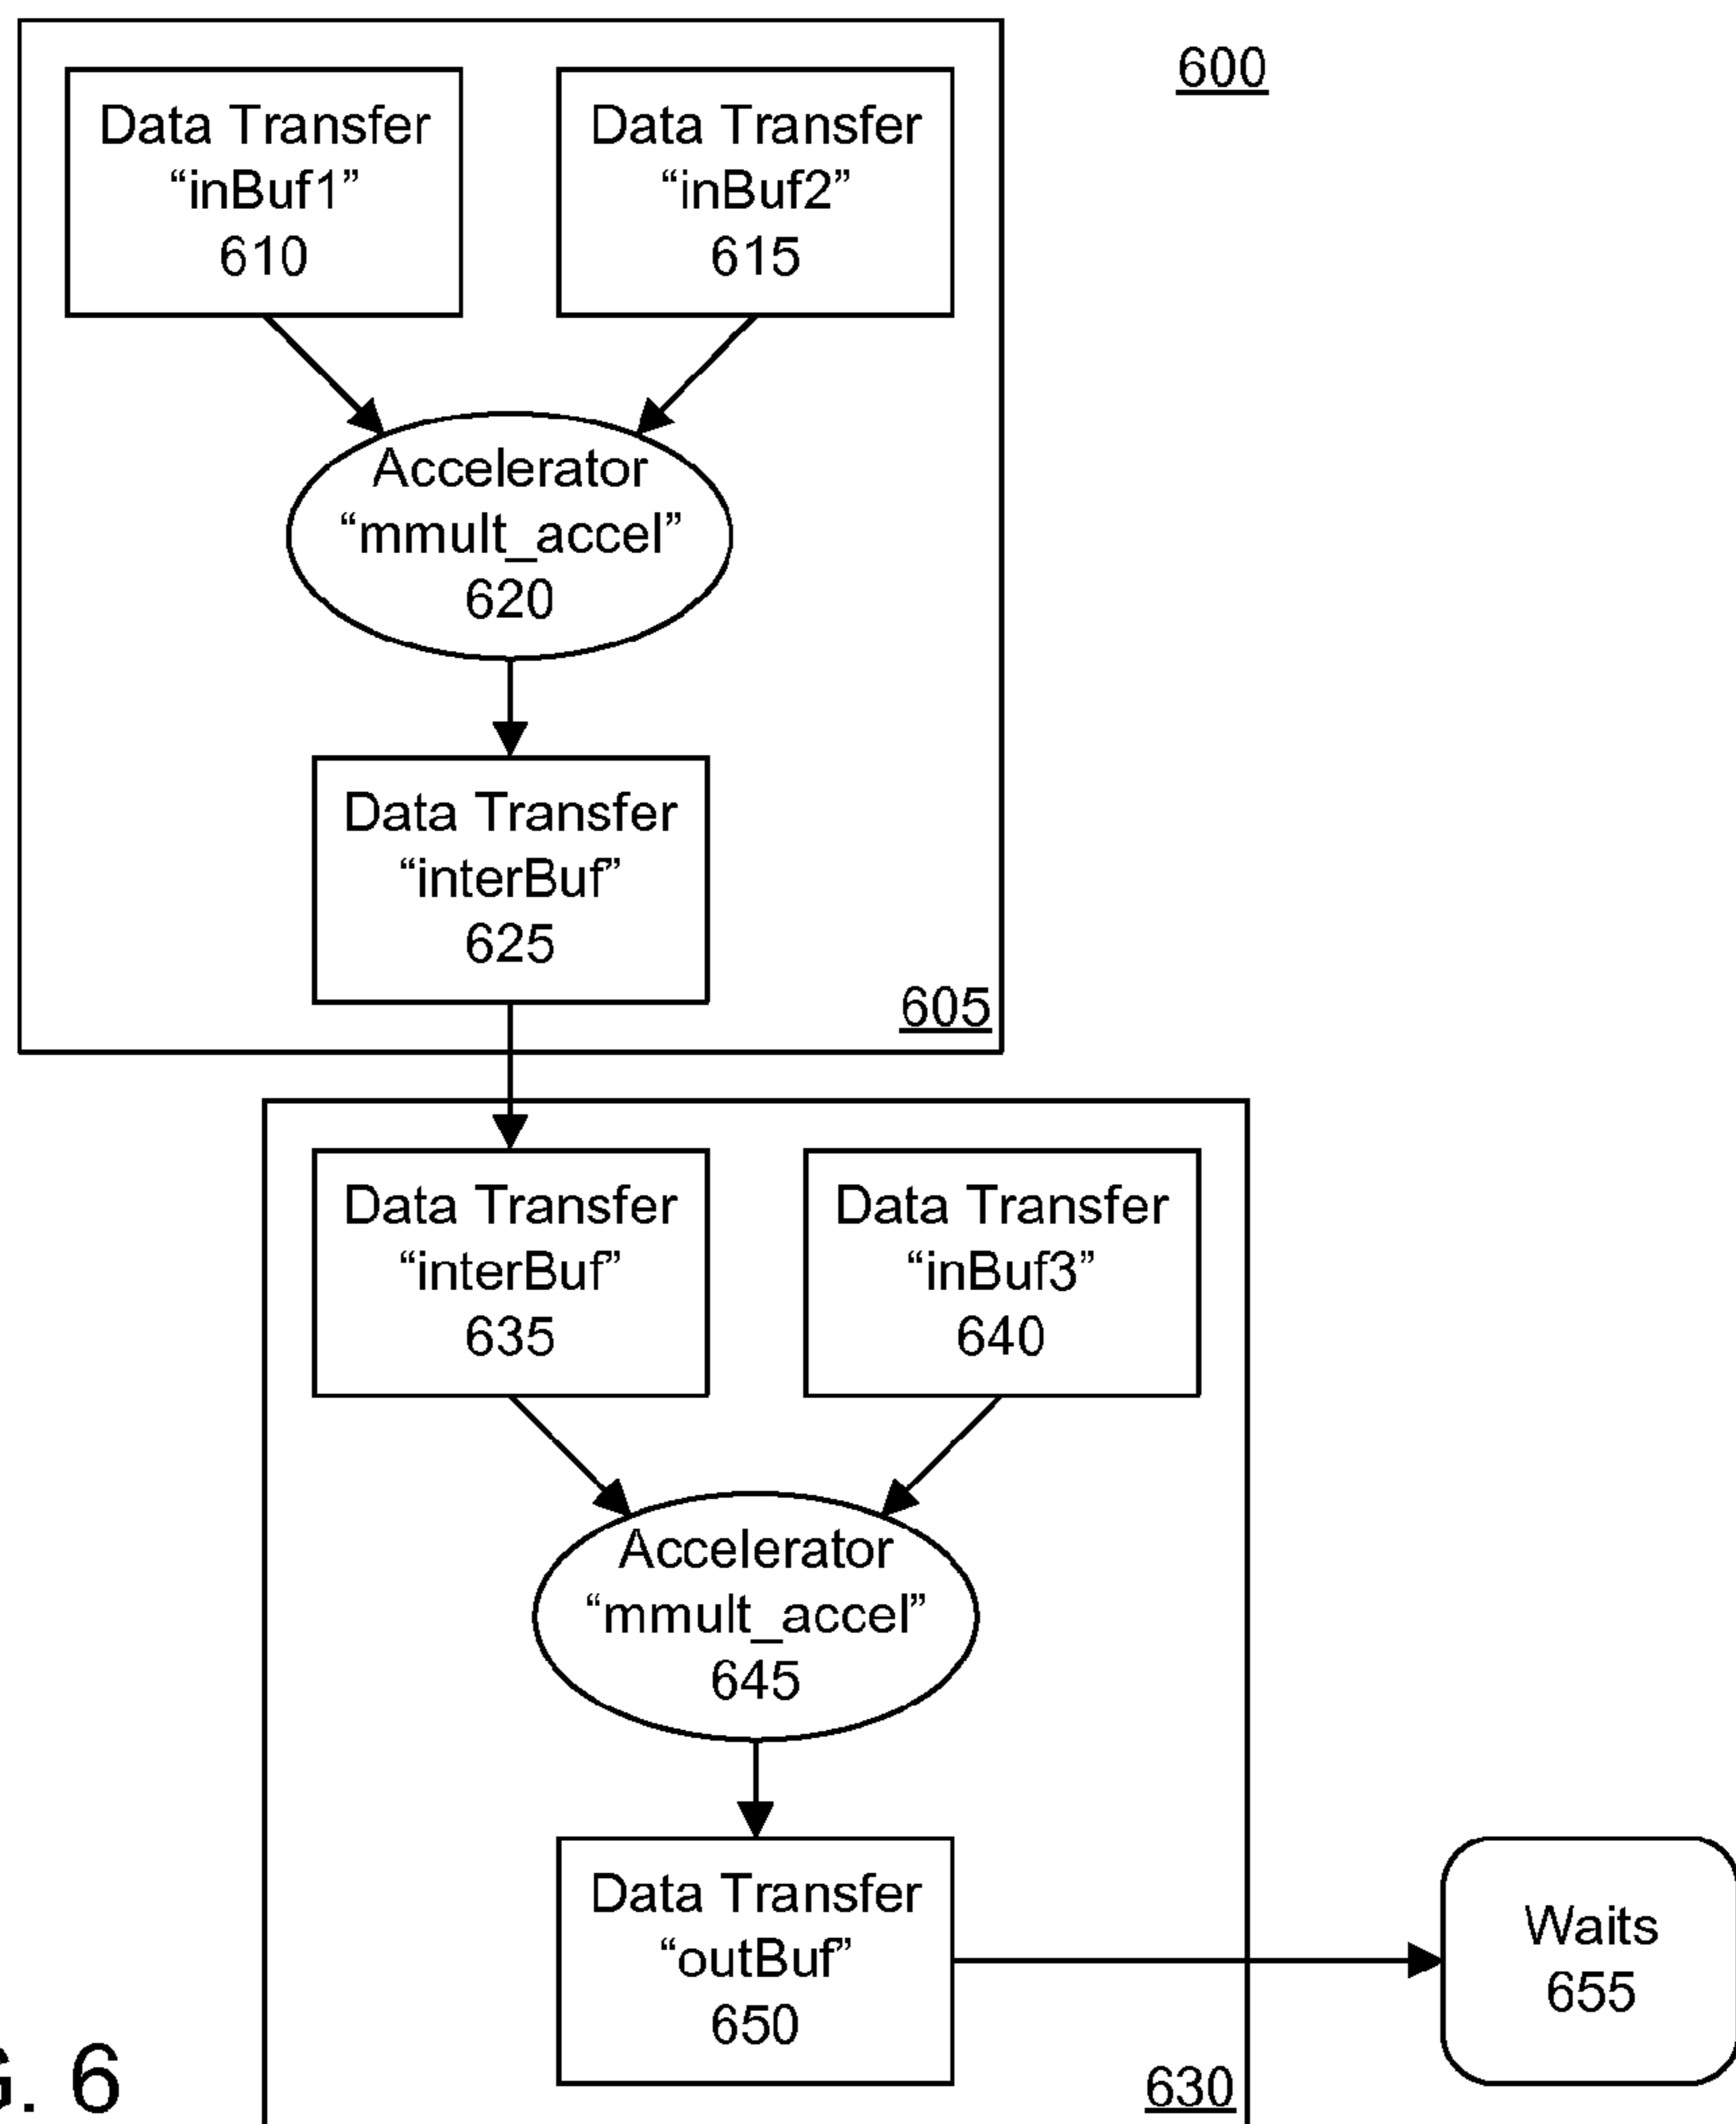 600
Data Transfer
“inBuf1”
610
Data Transfer
“inBuf2”
615
Accelerator
“mmult_accel”
620
Data Transfer
“interBuf”
625
605
Data Transfer
“interBuf”
635
Data Transfer
“inBuf3”
640
Accelerator
“mmult_accel”
645
Data Transfer
“outBuf”
650
Waits
655
630
G. 6